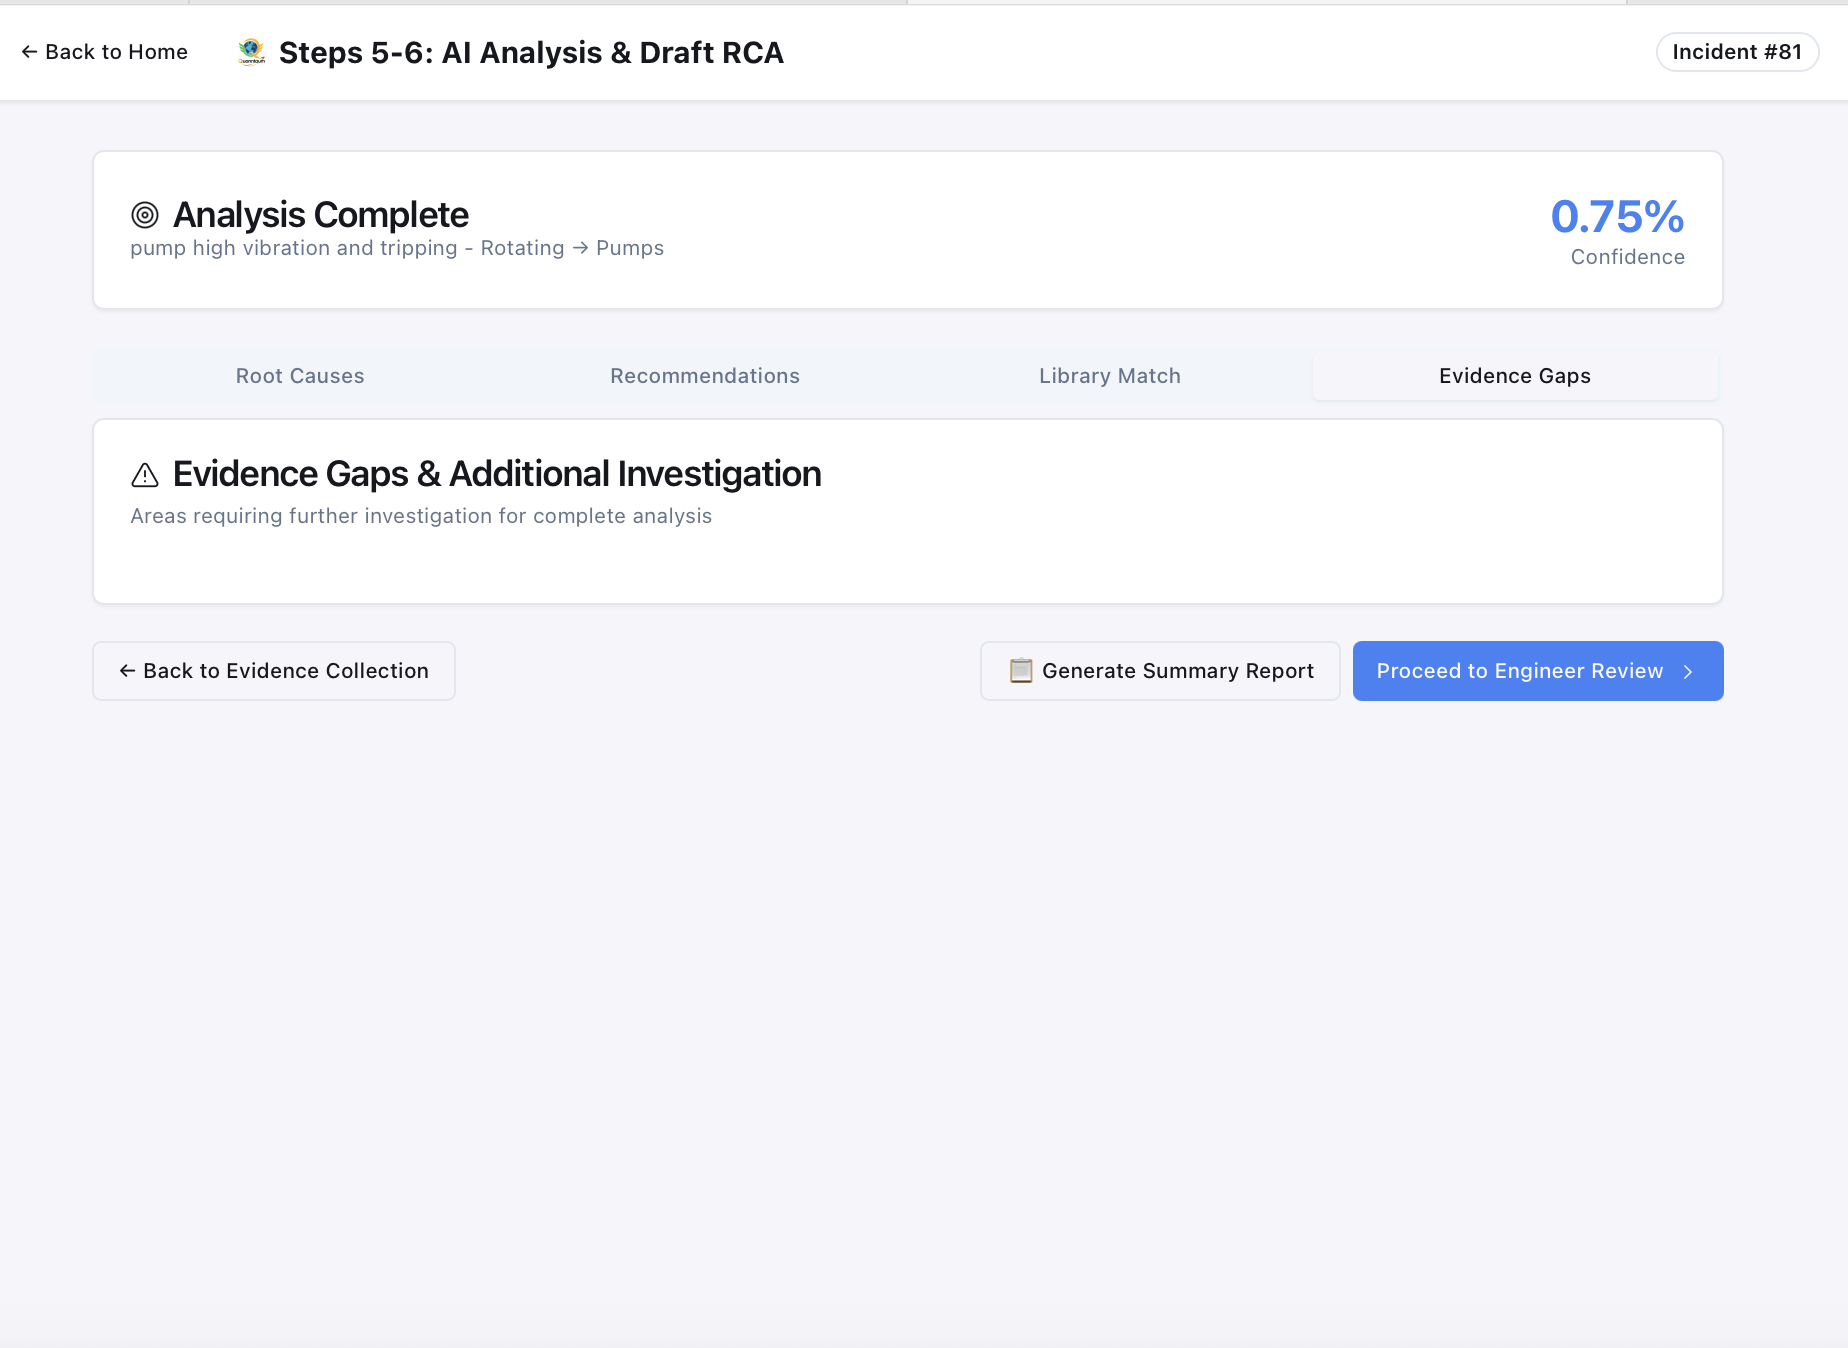 ← Back to Home
Steps 5-6: AI Analysis & Draft RCA
Incident #81
Analysis Complete
pump high vibration and tripping - Rotating → Pumps
0.75%
Confidence
Root Causes
Recommendations
Library Match
Evidence Gaps
Evidence Gaps & Additional Investigation
Areas requiring further investigation for complete analysis
← Back to Evidence Collection
Generate Summary Report
Proceed to Engineer Review